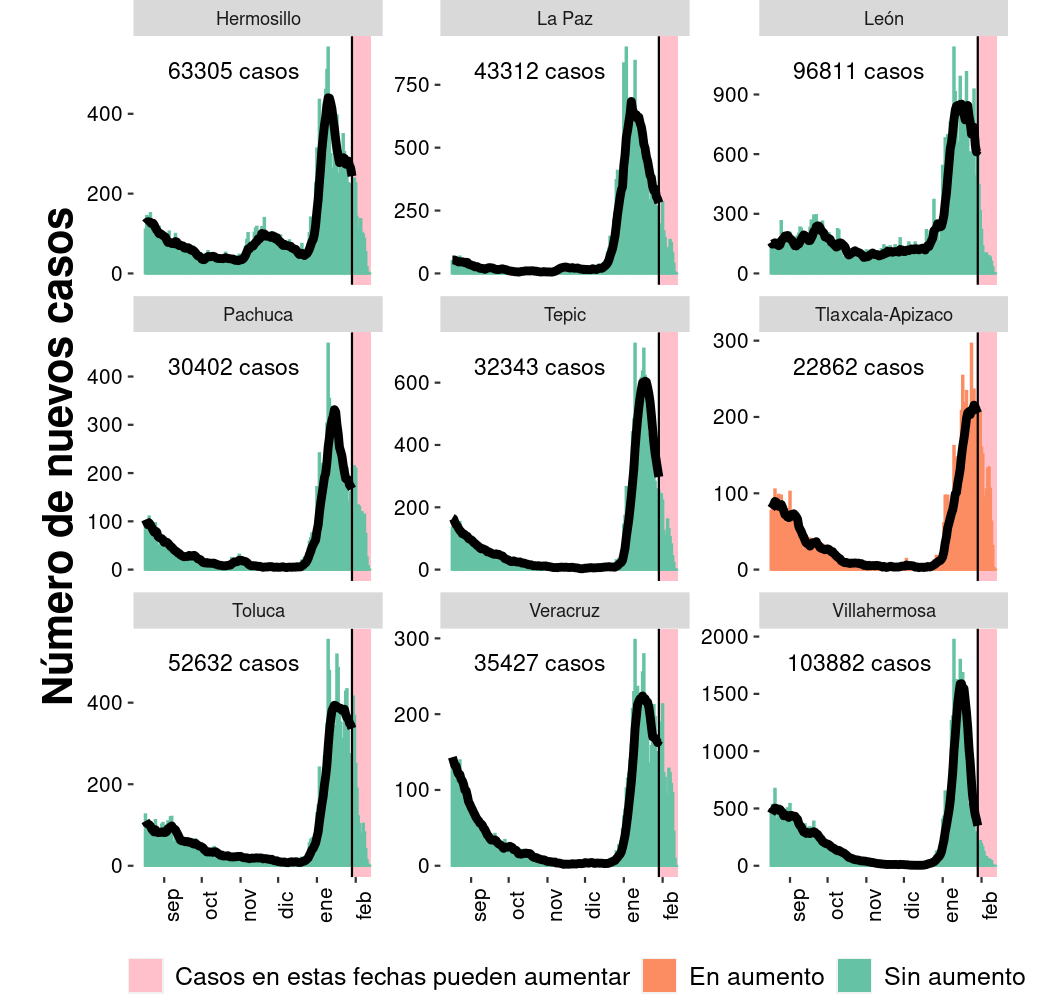 Número de nuevos casos
Hermosillo
63305 casos
400
200
0
La Paz
43312 casos
750
500
250
0
León
96811 casos
900
600
300
0
Pachuca
30402 casos
400
300
200
100
0
Tepic
32343 casos
600
400
200
0
Tlaxcala-Apizaco
22862 casos
300
200
100
0
Toluca
52632 casos
400
200
0
sep oct nov dic ene feb
Veracruz
35427 casos
300
200
100
0
sep oct nov dic ene feb
Villahermosa
103882 casos
2000
1500
1000
500
0
sep oct nov dic ene feb
Casos en estas fechas pueden aumentar En aumento Sin aumento